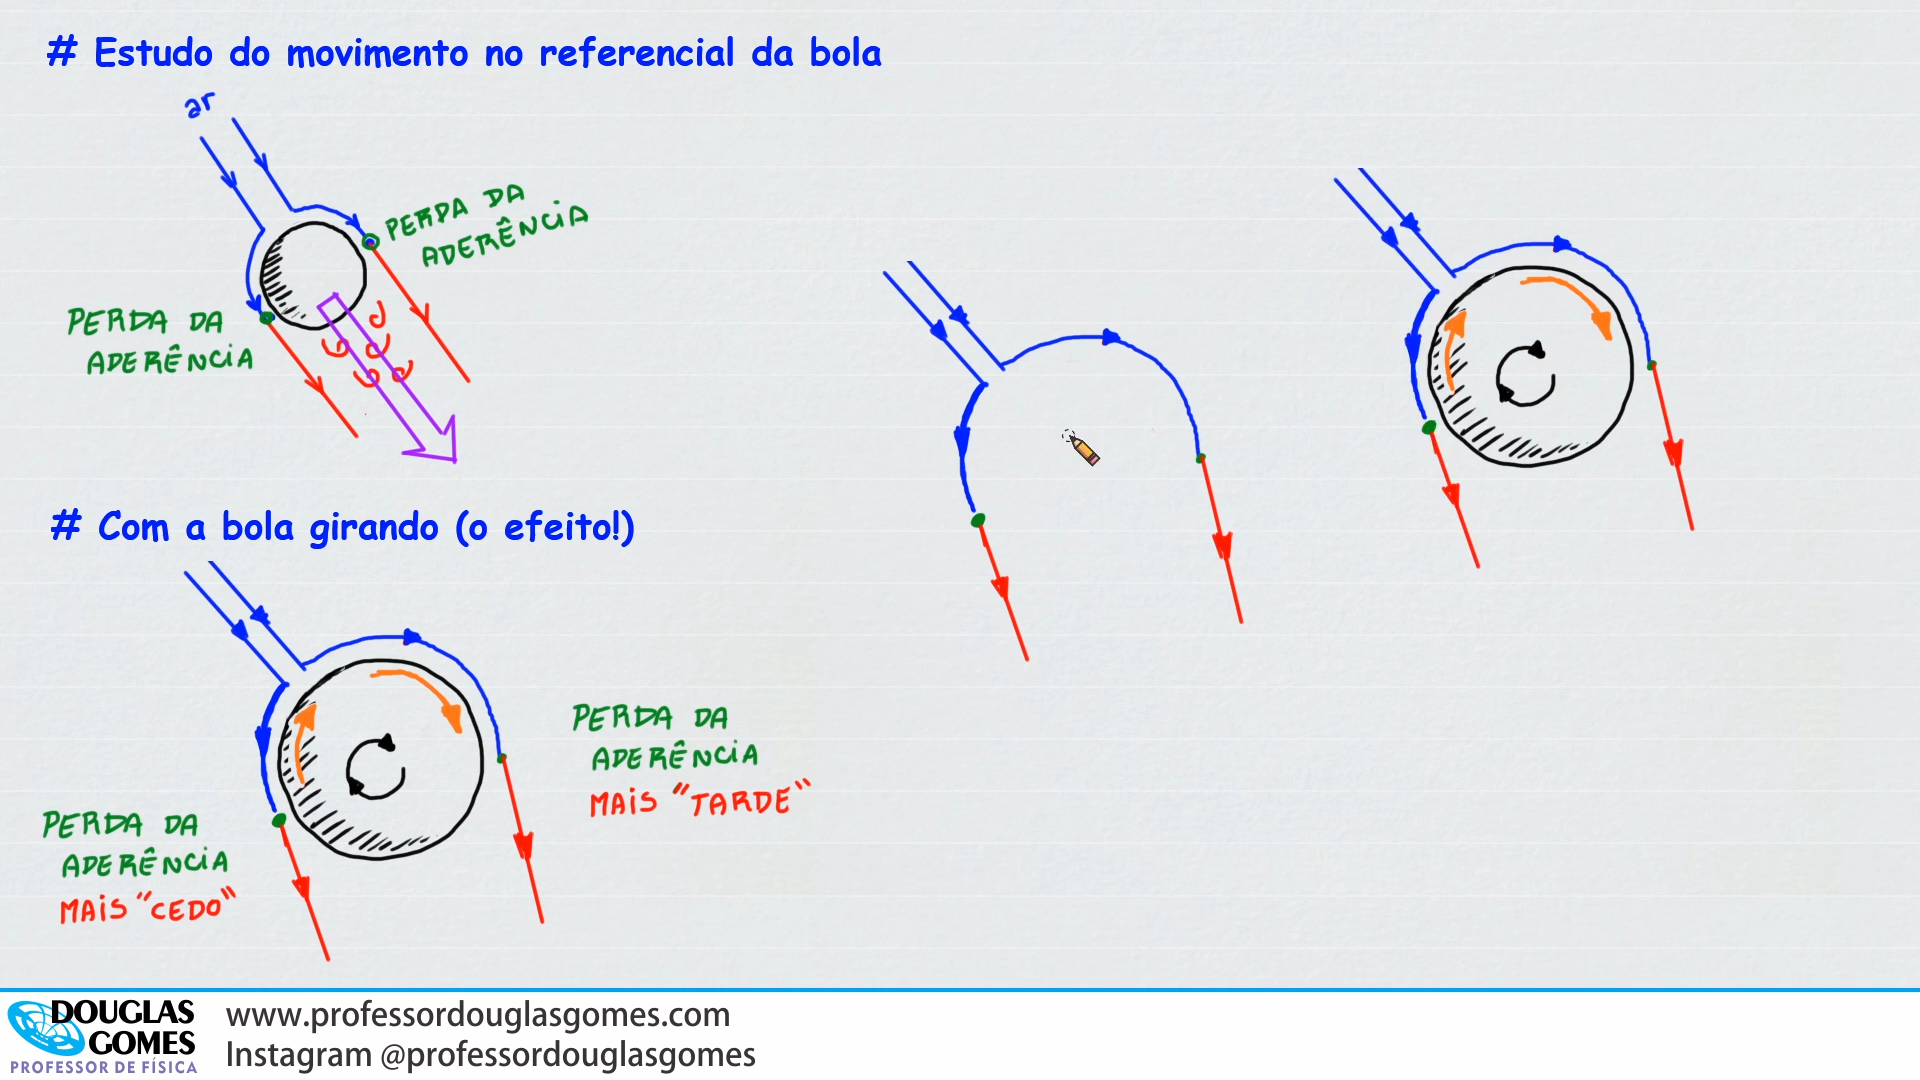 # Estudo do movimento no referencial da bola
ar
PERDA DA
ADERÊNCiA
PERDA DA
ADERÊNCiA
# Com a bola girando (o efeito!)
PERDA DA
ADERÊNCiA
MAiS "TARDE"
PERDA DA
ADERÊNCiA
MAiS "CEDO"
DOUGLAS
GOMES
PROFESSOR DE FÍSICA
www.professordouglasgomes.com
Instagram @professordouglasgomes